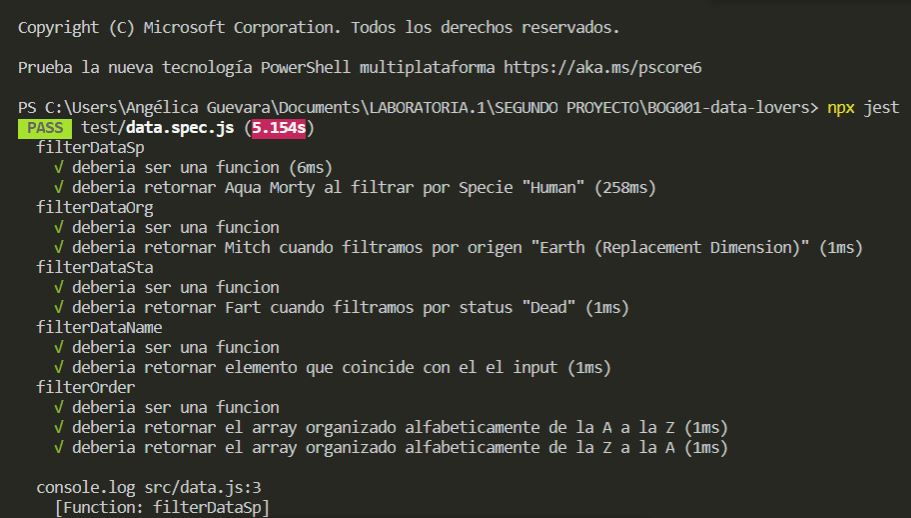 Copyright (C) Microsoft Corporation. Todos los derechos reservados.
Prueba la nueva tecnología PowerShell multiplataforma https://aka.ms/pscore6
PS C:\Users\Angélica Guevara\Documents\LABORATORIA.1\SEGUNDO PROYECTO\BOG001-data-lovers> npx jest
PASS test/data.spec.js (5.154s)
filterDataSp
√ deberia ser una funcion (6ms)
√ deberia retornar Aqua Morty al filtrar por Specie "Human" (258ms)
filterDataOrg
√ deberia ser una funcion
√ deberia retornar Mitch cuando filtramos por origen "Earth (Replacement Dimension)" (1ms)
filterDataSta
√ deberia ser una funcion
√ deberia retornar Fart cuando filtramos por status "Dead" (1ms)
filterDataName
√ deberia ser una funcion
√ deberia retornar elemento que coincide con el el input (1ms)
filterOrder
√ deberia ser una funcion
√ deberia retornar el array organizado alfabeticamente de la A a la Z (1ms)
√ deberia retornar el array organizado alfabeticamente de la Z a la A (1ms)
console.log src/data.js:3
[Function: filterDataSp]